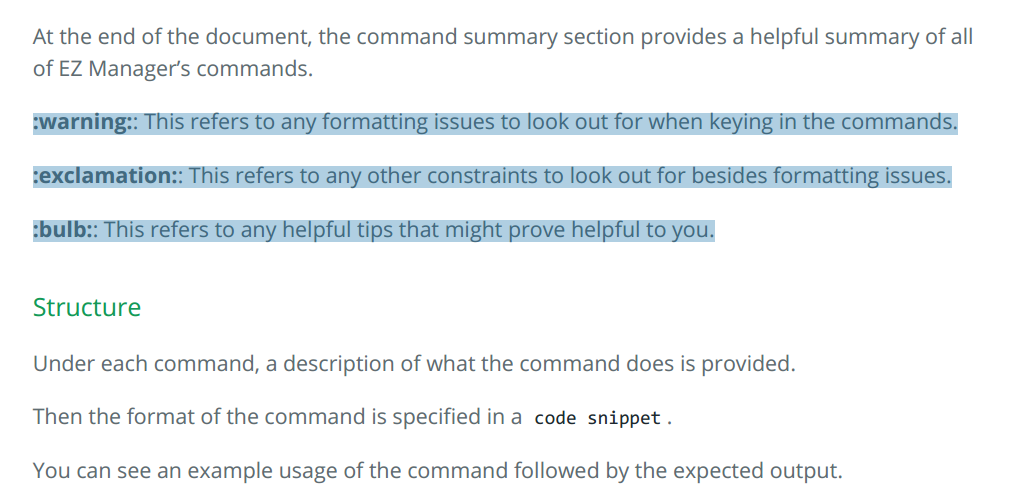 At the end of the document, the command summary section provides a helpful summary of all
of EZ Manager’s commands.
:warning:: This refers to any formatting issues to look out for when keying in the commands.
:exclamation:: This refers to any other constraints to look out for besides formatting issues.
:bulb:: This refers to any helpful tips that might prove helpful to you.
Structure
Under each command, a description of what the command does is provided.
Then the format of the command is specified in a code snippet.
You can see an example usage of the command followed by the expected output.